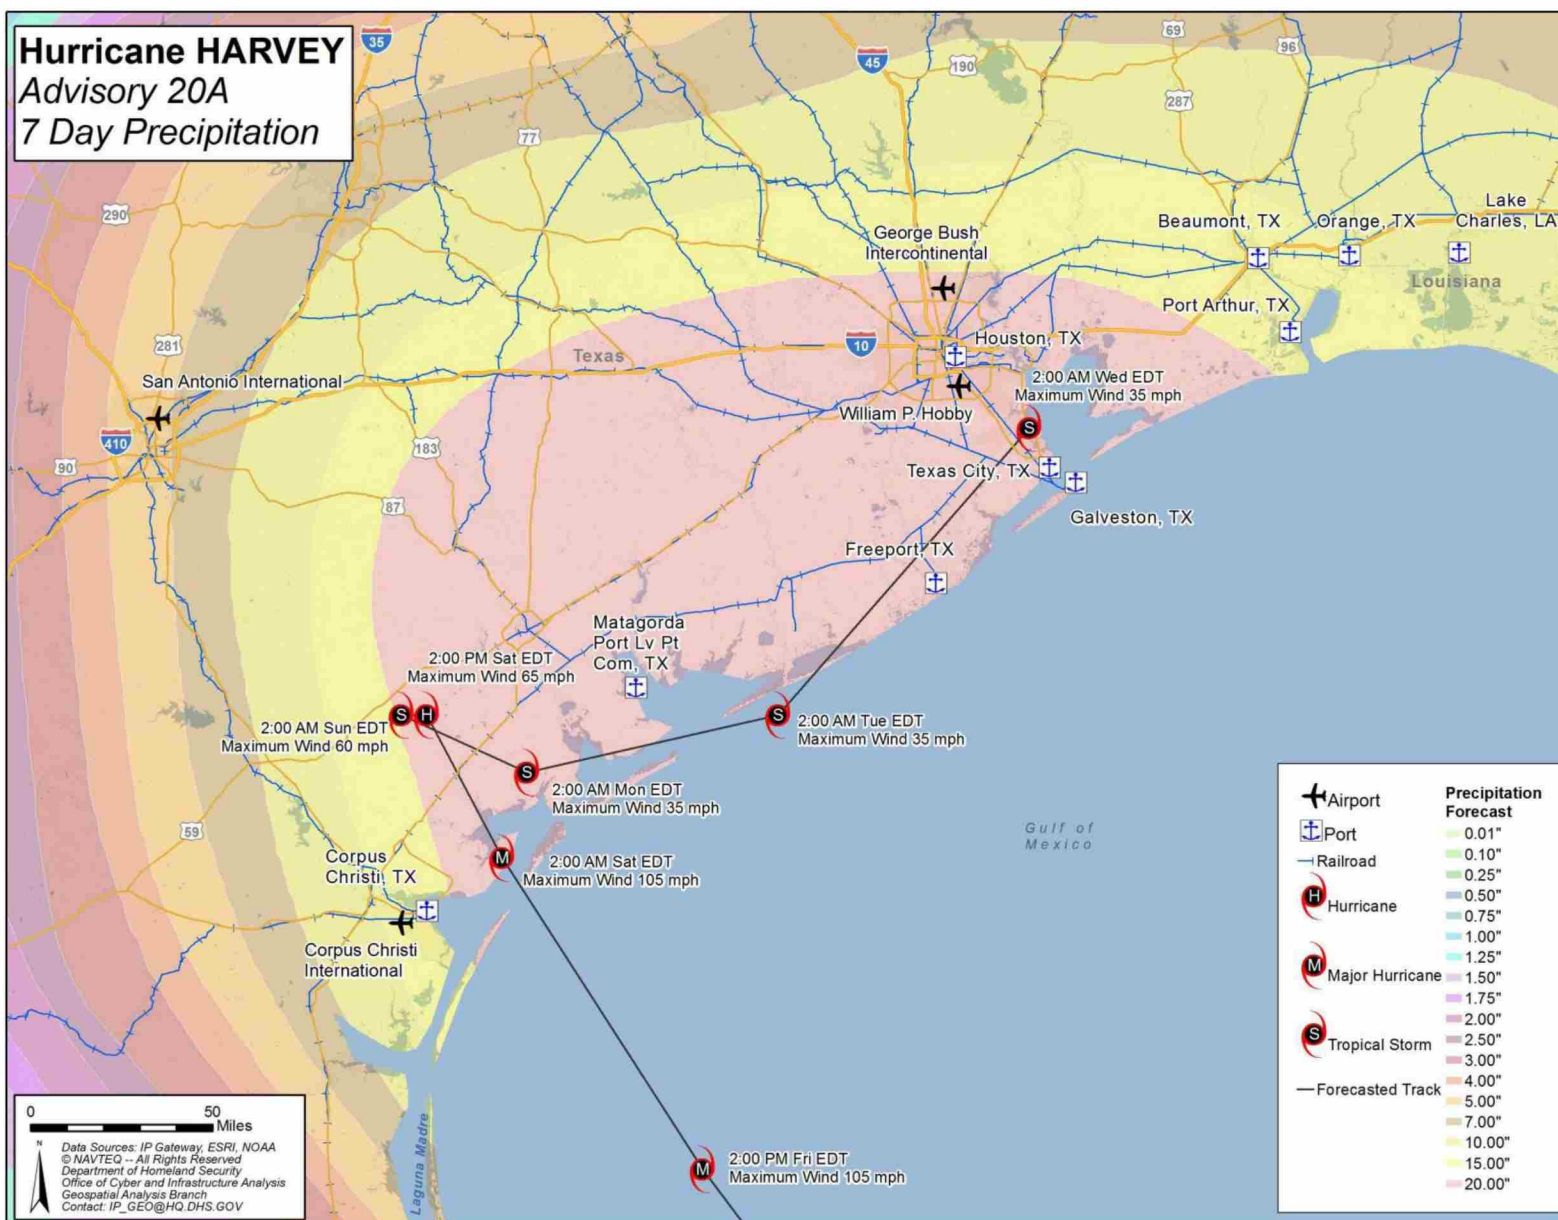 Hurricane HARVEY
Advisory 20A
7 Day Precipitation
35
45
69
96
190
287
77
290
Lake
Charles, LA
Beaumont, TX
Orange, TX
George Bush
Intercontinental
Louisiana
Port Arthur, TX
281
10
Houston, TX
Texas
San Antonio International
2:00 AM Wed EDT
Maximum Wind 35 mph
William P. Hobby
410
183
90
Texas City, TX
87
Galveston, TX
Freeport, TX
Matagorda
Port Lv Pt
Com, TX
2:00 PM Sat EDT
Maximum Wind 65 mph
S
H
S
S
2:00 AM Sun EDT
Maximum Wind 60 mph
2:00 AM Tue EDT
Maximum Wind 35 mph
S
2:00 AM Mon EDT
Maximum Wind 35 mph
59
Gulf of
Mexico
Corpus
Christi, TX
M
2:00 AM Sat EDT
Maximum Wind 105 mph
Corpus Christi
International
Laguna Madre
M
2:00 PM Fri EDT
Maximum Wind 105 mph
Airport
Port
Railroad
H
Hurricane
M
Major Hurricane
S
Tropical Storm
Forecasted Track
Precipitation
Forecast
0.01"
0.10"
0.25"
0.50"
0.75"
1.00"
1.25"
1.50"
1.75"
2.00"
2.50"
3.00"
4.00"
5.00"
7.00"
10.00"
15.00"
20.00"
0 50
Miles
N
Data Sources: IP Gateway, ESRI, NOAA
© NAVTEQ -- All Rights Reserved
Department of Homeland Security
Office of Cyber and Infrastructure Analysis
Geospatial Analysis Branch
Contact: IP_GEO@HQ.DHS.GOV